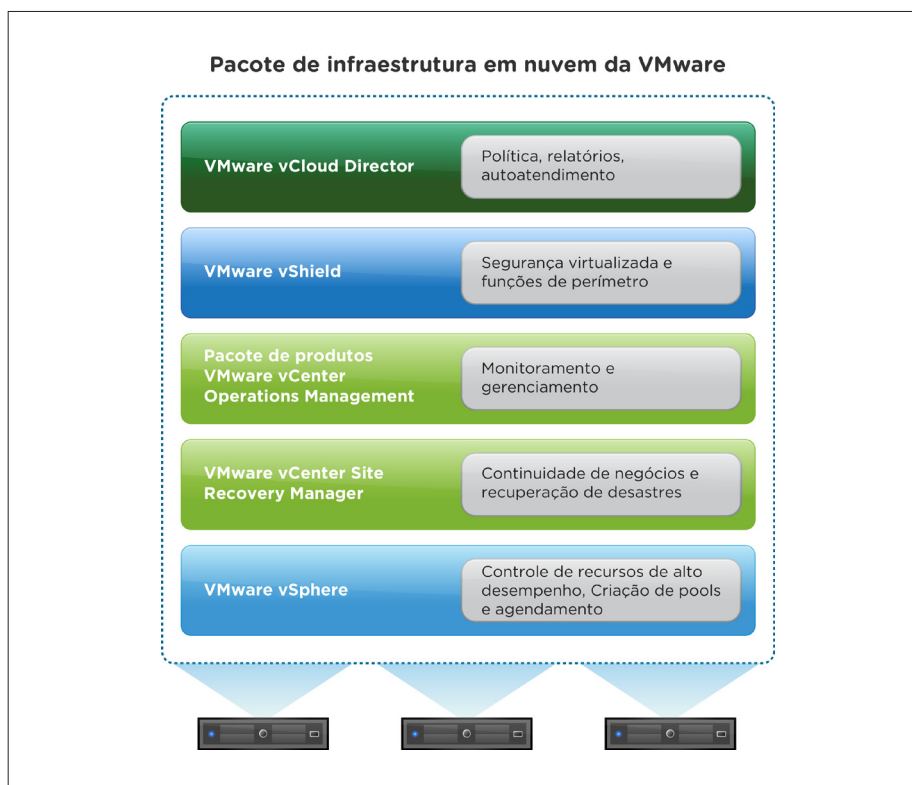 Pacote de infraestrutura em nuvem da VMware
VMware vCloud Director
Política, relatórios,
autoatendimento
VMware vShield
Segurança virtualizada e
funções de perímetro
Pacote de produtos
VMware vCenter
Operations Management
Monitoramento e
gerenciamento
VMware vCenter Site
Recovery Manager
Continuidade de negócios e
recuperação de desastres
VMware vSphere
Controle de recursos de alto
desempenho, Criação de pools
e agendamento